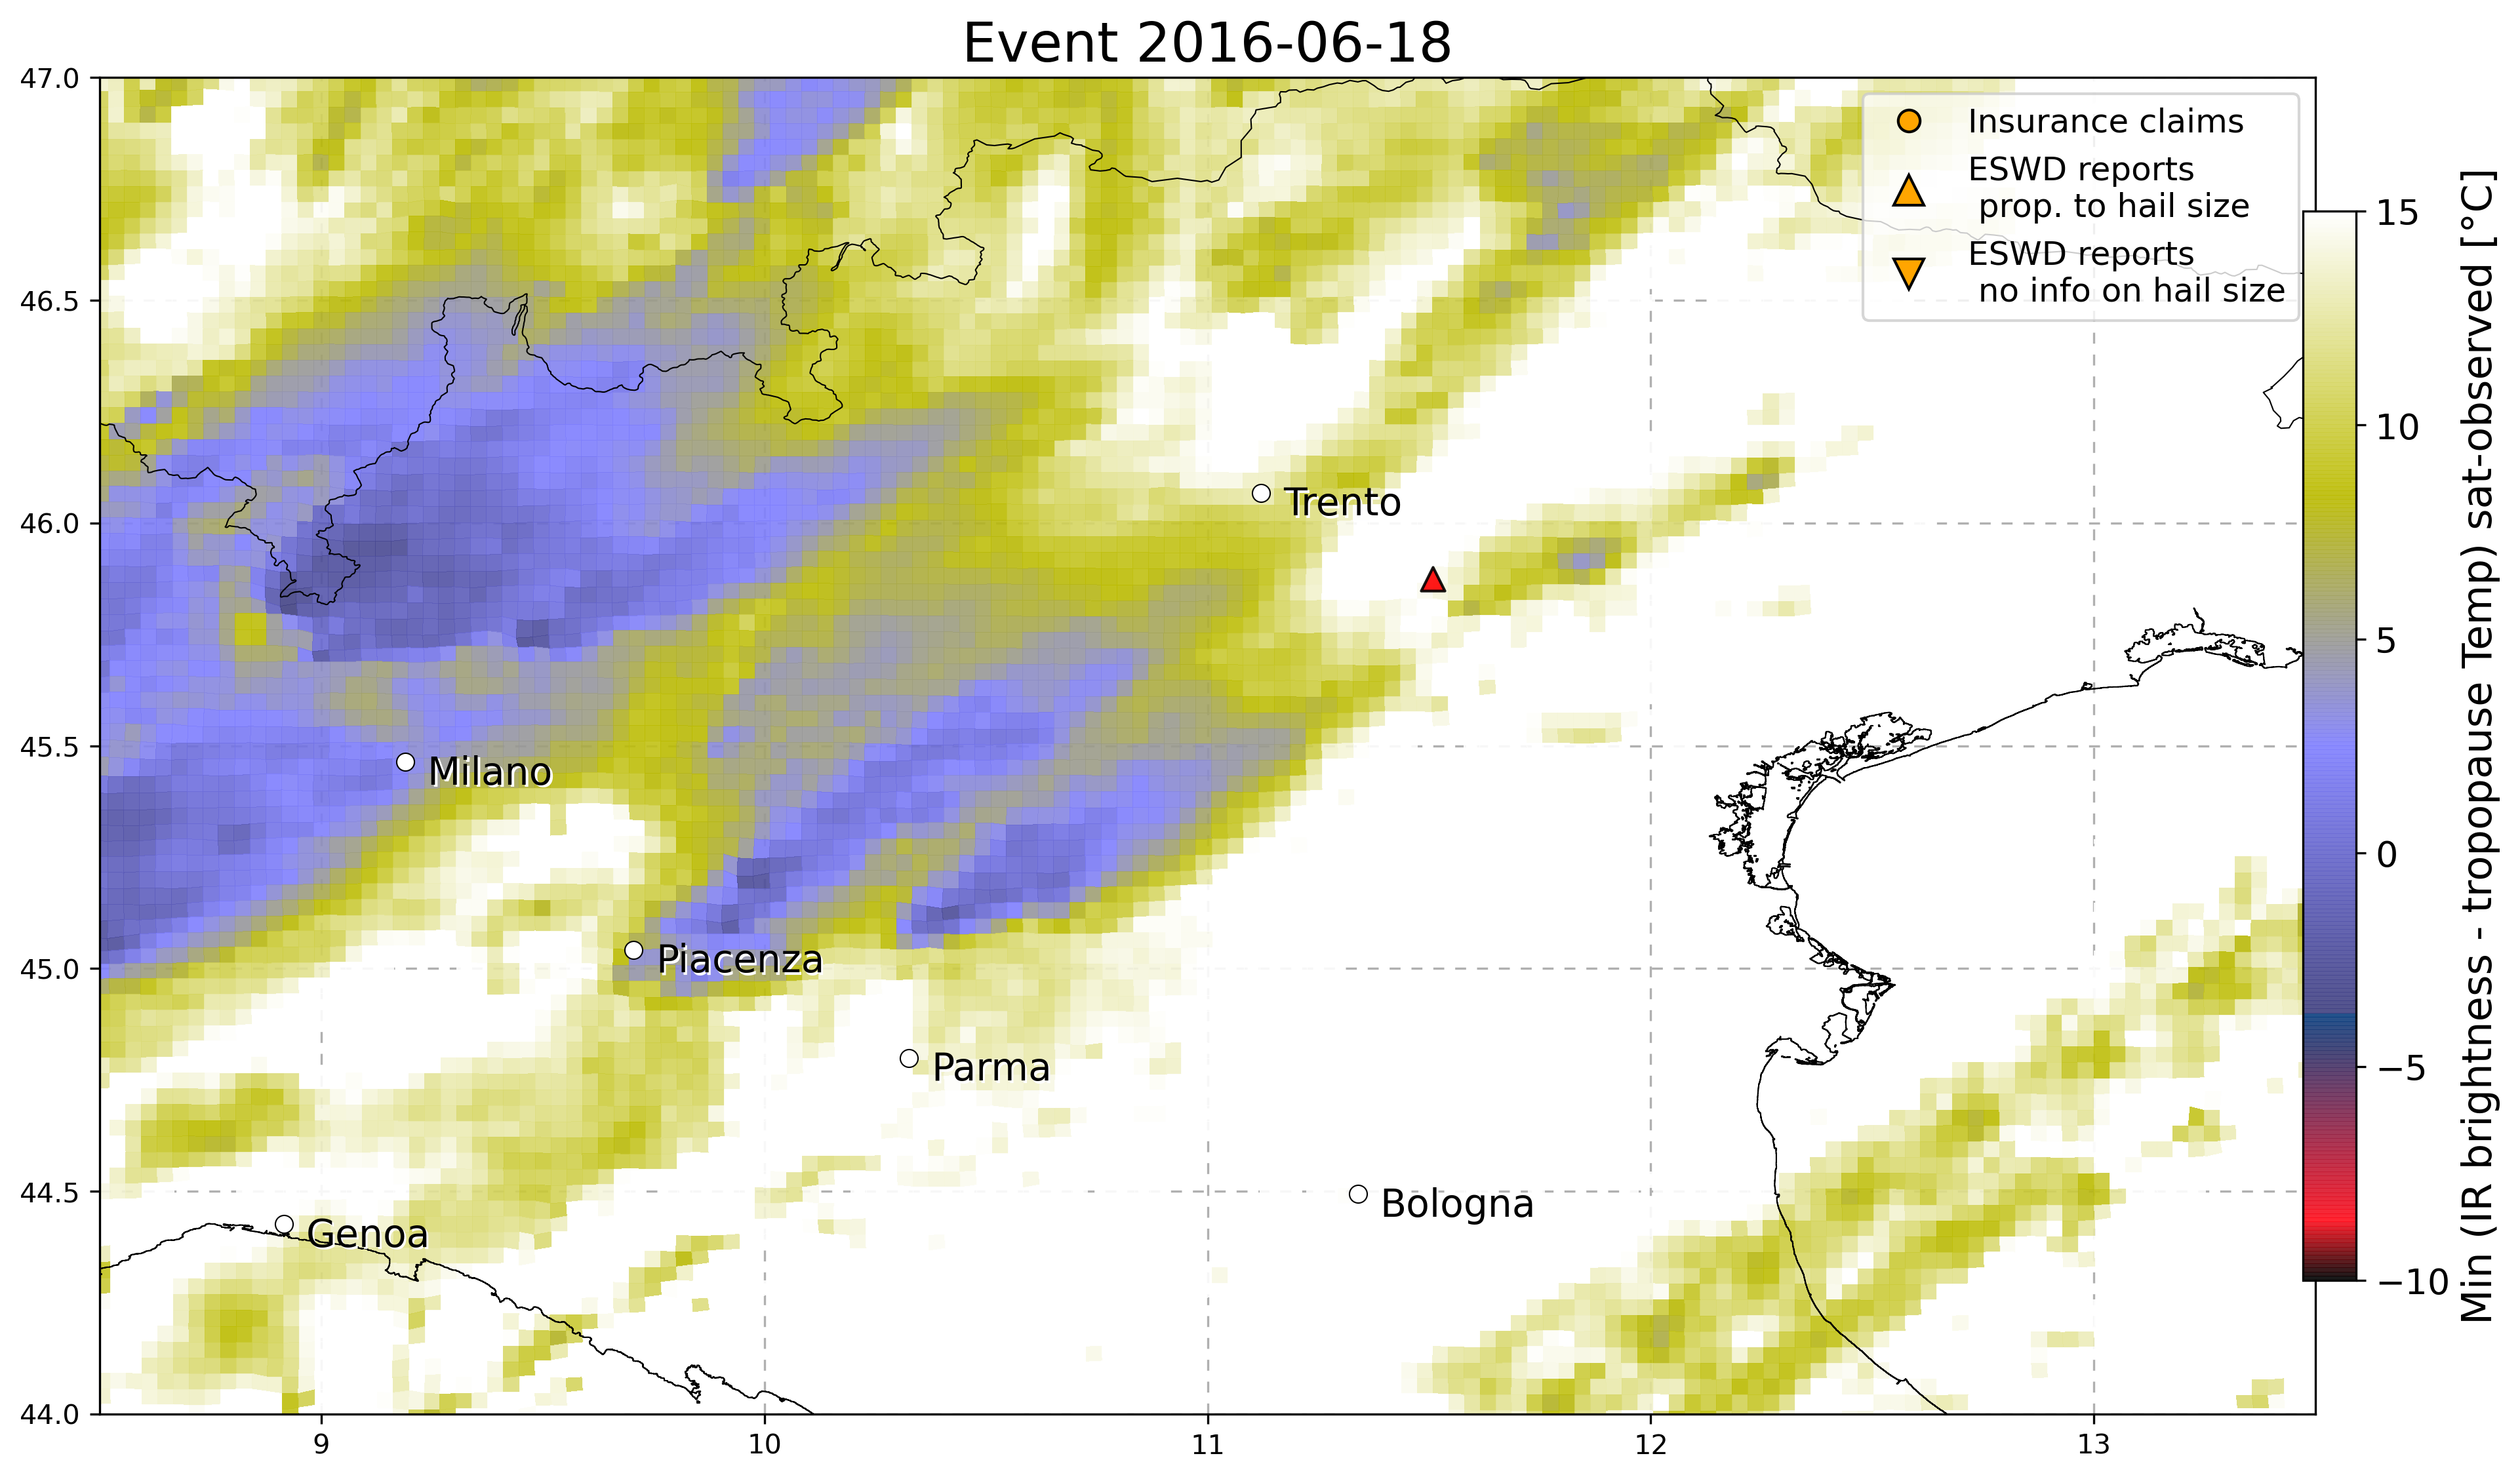 Event 2016-06-18
47.0
46.5
46.0
45.5
45.0
44.5
44.0
9
10
11
12
13
Insurance claims
ESWD reports
prop. to hail size
ESWD reports
no info on hail size
Trento
Milano
Piacenza
Parma
Bologna
Genoa
15
10
5
0
−5
−10
Min (IR brightness - tropopause Temp) sat-observed [°C]